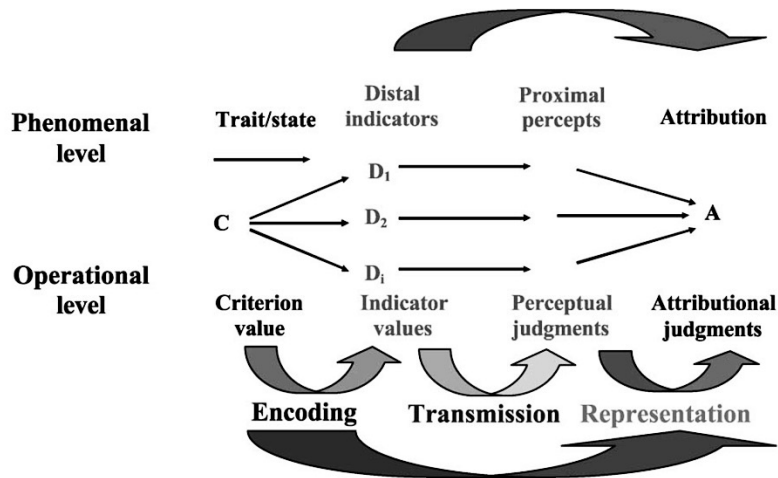 Phenomenal
level
Trait/state
Distal
indicators
Proximal
percepts
Attribution
C
D1
D2
Di
A
Operational
level
Criterion
value
Indicator
values
Perceptual
judgments
Attributional
judgments
Encoding
Transmission
Representation